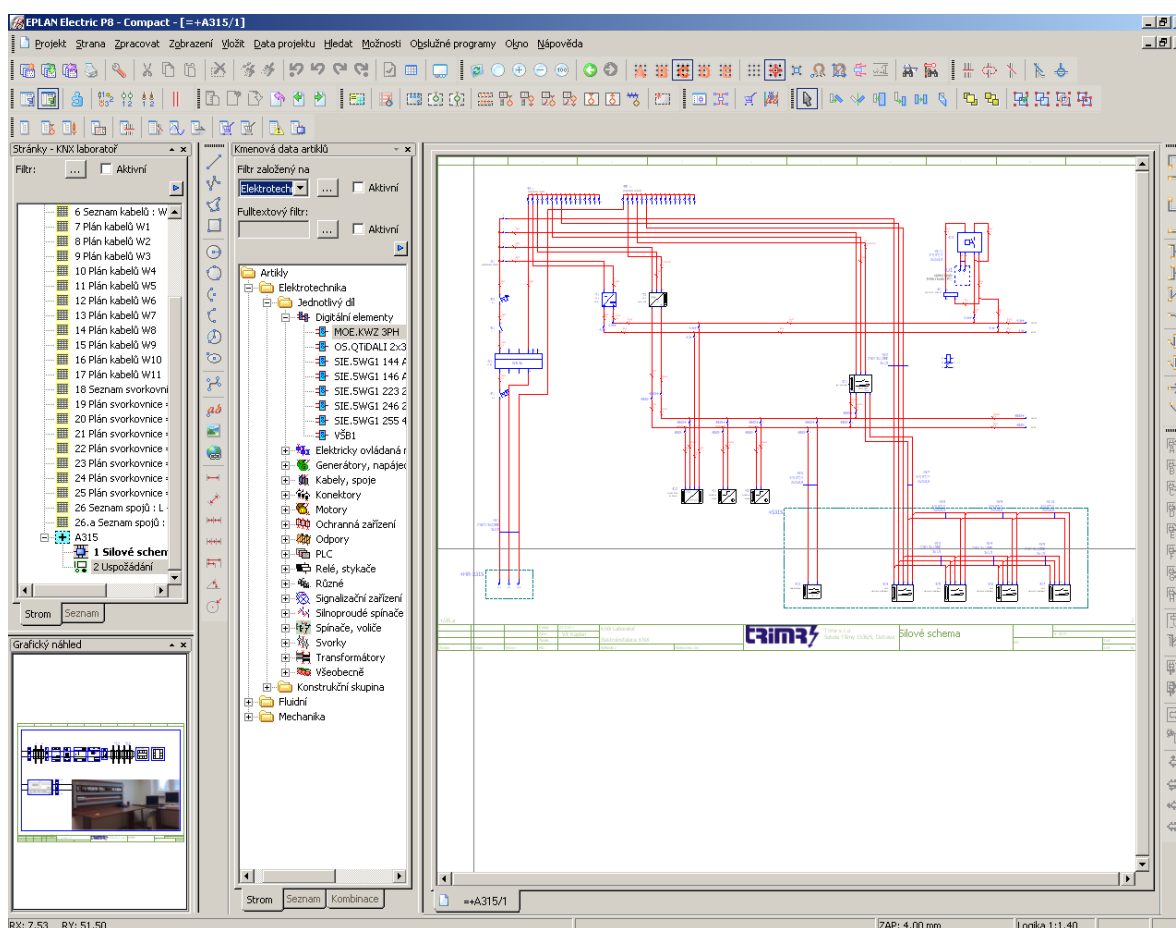 EPLAN Electric P8 - Compact - [=+A315/1]
Projekt Strana Zpracovat Zobrazení Vložit Data projektu Hledat Možnosti Obslužné programy Okno Nápověda
Stránky - KNX laboratoř
Filtr:
...
Aktivní
6 Seznam kabelů : W
7 Plán kabelů W1
8 Plán kabelů W2
9 Plán kabelů W3
10 Plán kabelů W4
11 Plán kabelů W5
12 Plán kabelů W6
13 Plán kabelů W7
14 Plán kabelů W8
15 Plán kabelů W9
16 Plán kabelů W10
17 Plán kabelů W11
18 Seznam svorkovni
19 Plán svorkovnice =
20 Plán svorkovnice =
21 Plán svorkovnice =
22 Plán svorkovnice =
23 Plán svorkovnice =
24 Plán svorkovnice =
25 Plán svorkovnice =
26 Seznam spojů : L
26.a Seznam spojů :
A315
1 Silové schem
2 Uspožádání
Strom
Seznam
Grafický náhled
Kmenová data artiklů
Filtr založený na
Elektrotech
...
Aktivní
Fulltextový filtr:
...
Aktivní
Artikly
Elektrotechnika
Jednotlivý díl
Digitální elementy
MOE.KWZ 3PH
OS.QTiDALI 2x3
SIE.5WG1 144 A
SIE.5WG1 146 A
SIE.5WG1 223 2
SIE.5WG1 246 2
SIE.5WG1 255 4
VŠB1
Elektricky ovládaná
Generátory, napáje
Kabely, spoje
Konektory
Motory
Ochranná zařízení
Odpory
PLC
Relé, stykače
Různé
Signalizační zařízení
Silnoproudé spínače
Spínače, voliče
Svorky
Transformátory
Všeobecně
Konstrukční skupina
Fluidní
Mechanika
Strom
Seznam
Kombinace
trimr
Silové schema
=+A315/1
RX: 7,53 RY: 51,50
ZAP: 4,00 mm
Logika 1:1,40